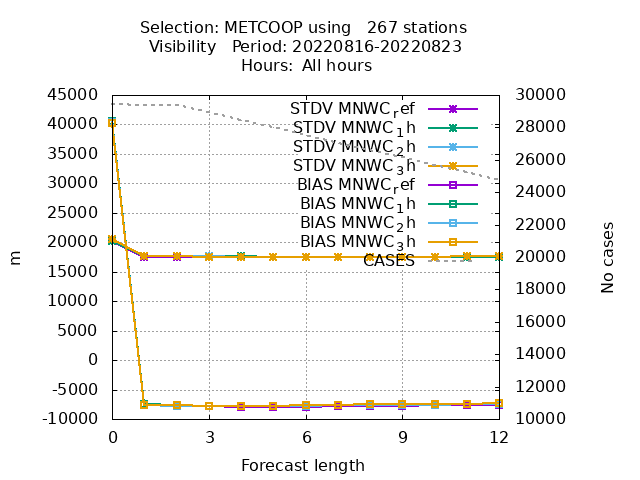 Selection: METCOOP using   267 stations
Visibility   Period: 20220816-20220823
Hours:  All hours
45000
40000
35000
30000
25000
20000
15000
10000
5000
0
-5000
-10000
30000
28000
26000
24000
22000
20000
18000
16000
14000
12000
10000
STDV MNWC_ref
STDV MNWC_1h
STDV MNWC_2h
STDV MNWC_3h
BIAS MNWC_ref
BIAS MNWC_1h
BIAS MNWC_2h
BIAS MNWC_3h
CASES
m
No cases
0 3 6 9 12
Forecast length